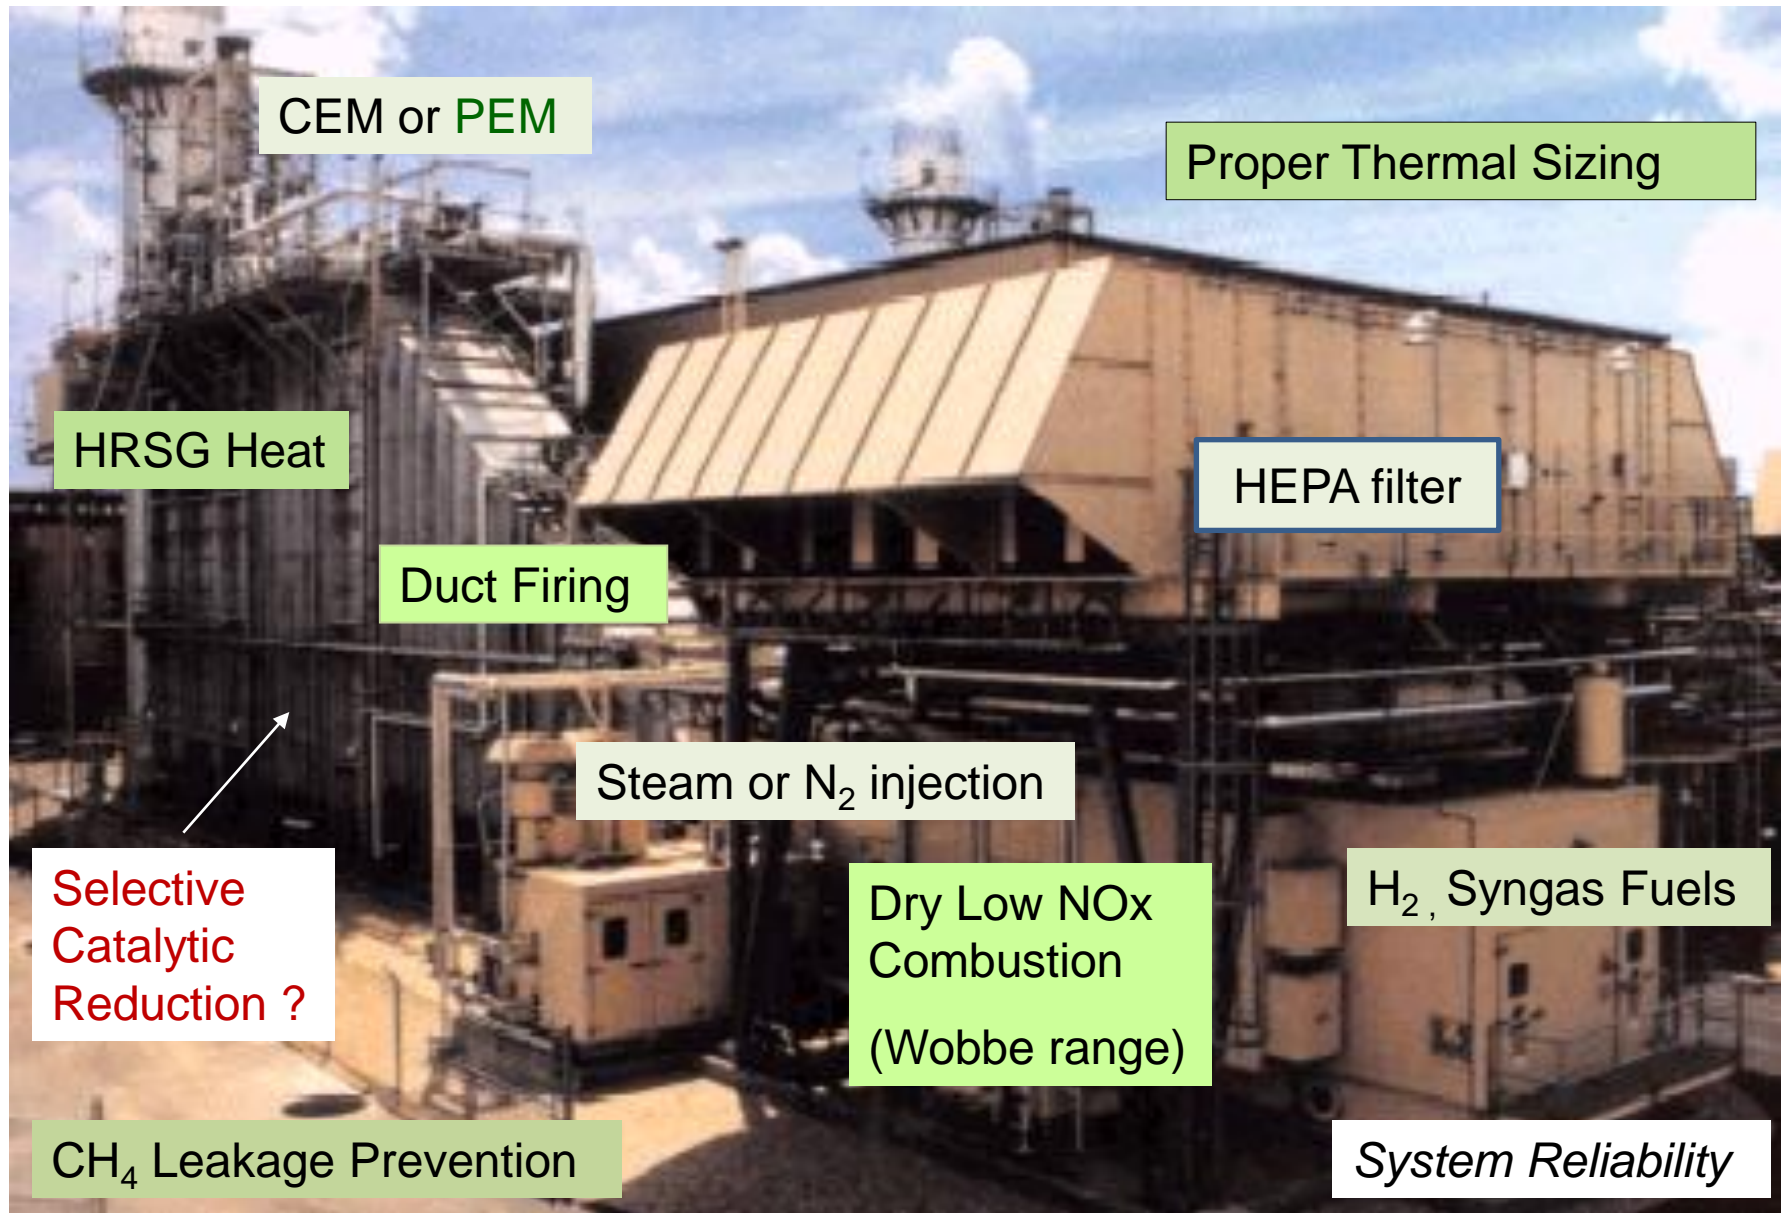 CEM or PEM
Proper Thermal Sizing
HRSG Heat
HEPA filter
Duct Firing
Steam or N₂ injection
Selective
Catalytic
Reduction ?
Dry Low NOx
Combustion
(Wobbe range)
H₂ , Syngas Fuels
CH₄ Leakage Prevention
System Reliability